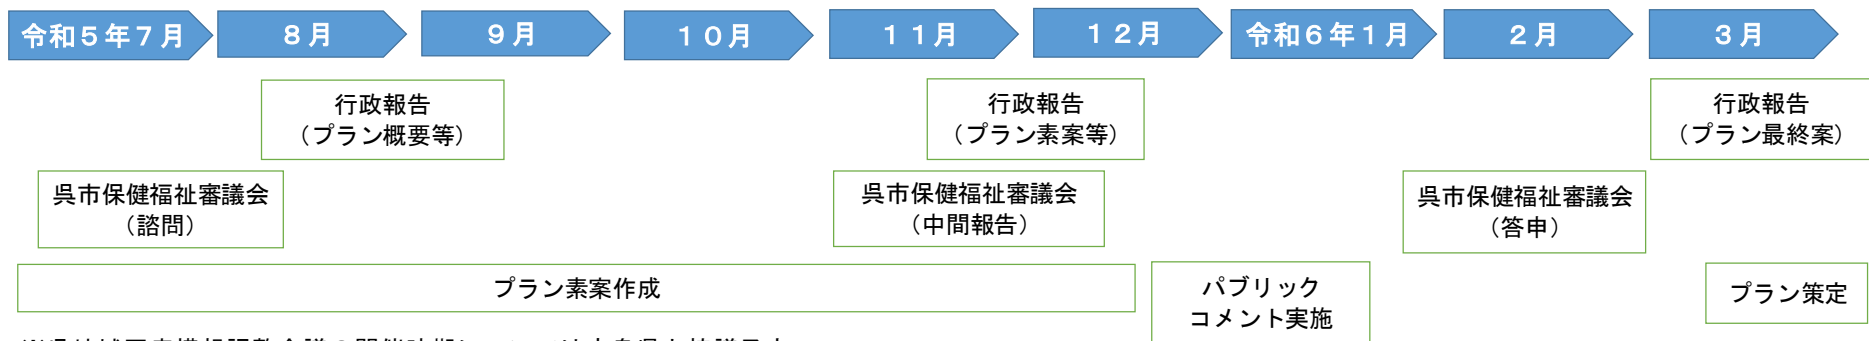 令和５年７月
８月
９月
１０月
１１月
１２月
令和６年１月
２月
３月
行政報告
（プラン概要等）
行政報告
（プラン素案等）
行政報告
（プラン最終案）
呉市保健福祉審議会
（諮問）
呉市保健福祉審議会
（中間報告）
呉市保健福祉審議会
（答申）
プラン素案作成
パブリック
コメント実施
プラン策定